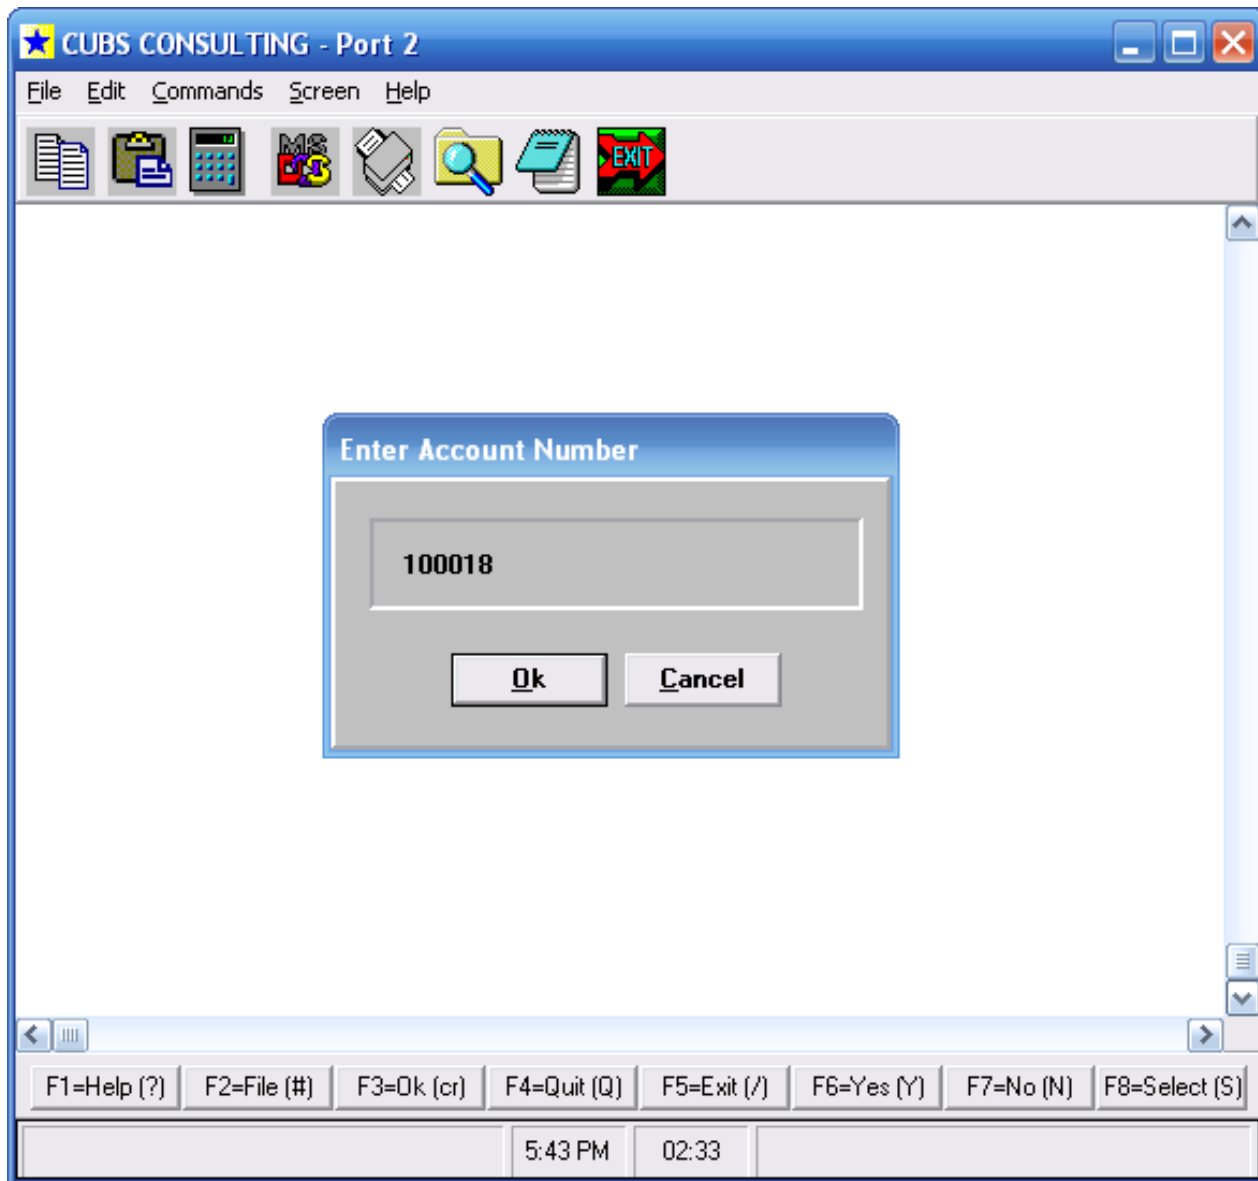 CUBS CONSULTING - Port 2
File Edit Commands Screen Help
MS
DOS
EXIT
Enter Account Number
100018
Ok Cancel
F1=Help (?) F2=File (#) F3=Ok (cr) F4=Quit (Q) F5=Exit (/) F6=Yes (Y) F7=No (N) F8=Select (S)
5:43 PM 02:33